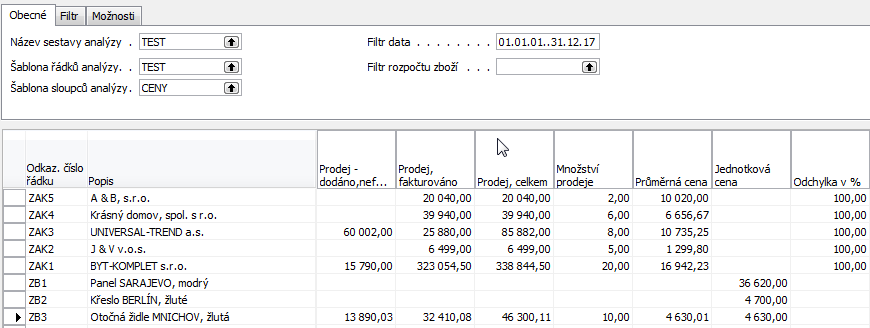 Obecné Filtr Možnosti
Název sestavy analýzy . TEST Filtr data . . . . . . . . 01.01.01..31.12.17
Šablona řádků analýzy. . TEST Filtr rozpočtu zboží . . .
Šablona sloupců analýzy. CENY
Odkaz. číslo řádku Popis Prodej - dodáno,nef... Prodej, fakturováno Prodej, celkem Množství prodeje Průměrná cena Jednotková cena Odchylka v %
ZAK5 A & B, s.r.o. 20 040,00 20 040,00 2,00 10 020,00 100,00
ZAK4 Krásný domov, spol. s r.o. 39 940,00 39 940,00 6,00 6 656,67 100,00
ZAK3 UNIVERSAL-TREND a.s. 60 002,00 25 880,00 85 882,00 8,00 10 735,25 100,00
ZAK2 J & V v.o.s. 6 499,00 6 499,00 5,00 1 299,80 100,00
ZAK1 BYT-KOMPLET s.r.o. 15 790,00 323 054,50 338 844,50 20,00 16 942,23 100,00
ZB1 Panel SARAJEVO, modrý 36 620,00
ZB2 Křeslo BERLÍN, žluté 4 700,00
ZB3 Otočná židle MNICHOV, žlutá 13 890,03 32 410,08 46 300,11 10,00 4 630,01 4 630,00